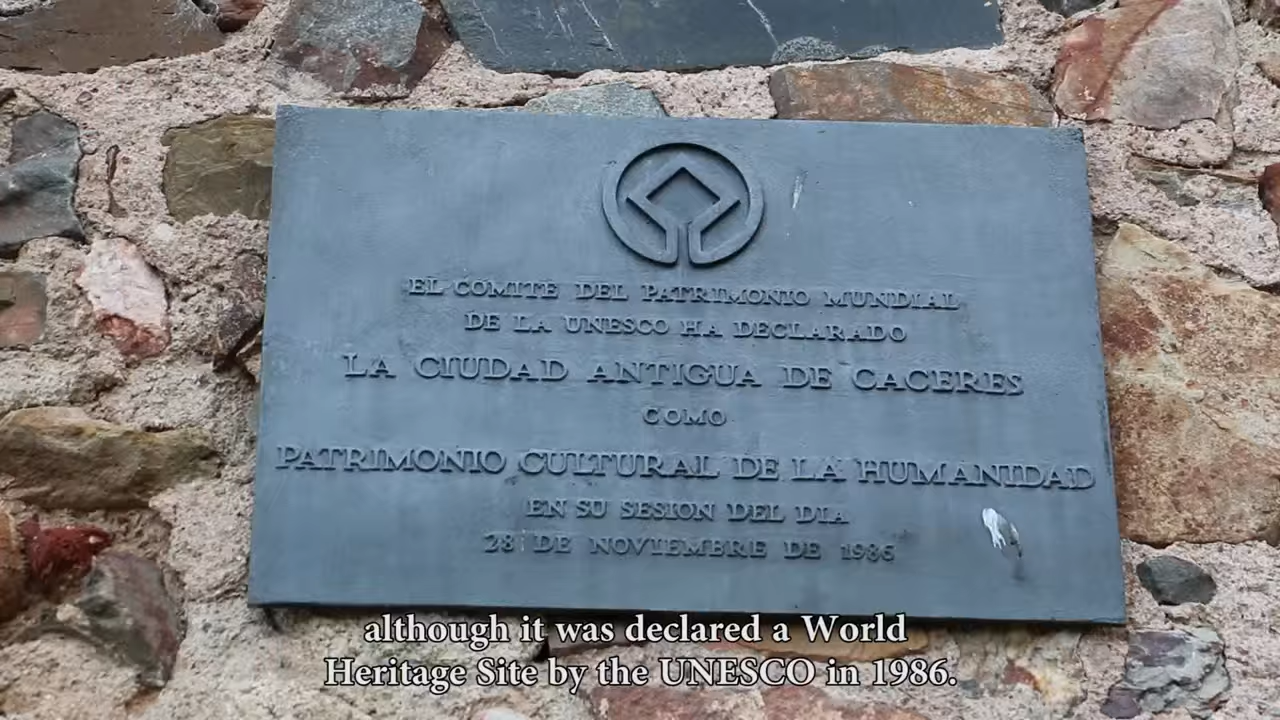 EL COMITE DEL PATRIMONIO MUNDIAL
DE LA UNESCO HA DECLARADO
LA CIUDAD ANTIGUA DE CACERES
COMO
PATRIMONIO CULTURAL DE LA HUMANIDAD
EN SU SESION DEL DIA
28 DE NOVIEMBRE DE 1986
although it was declared a World
Heritage Site by the UNESCO in 1986.